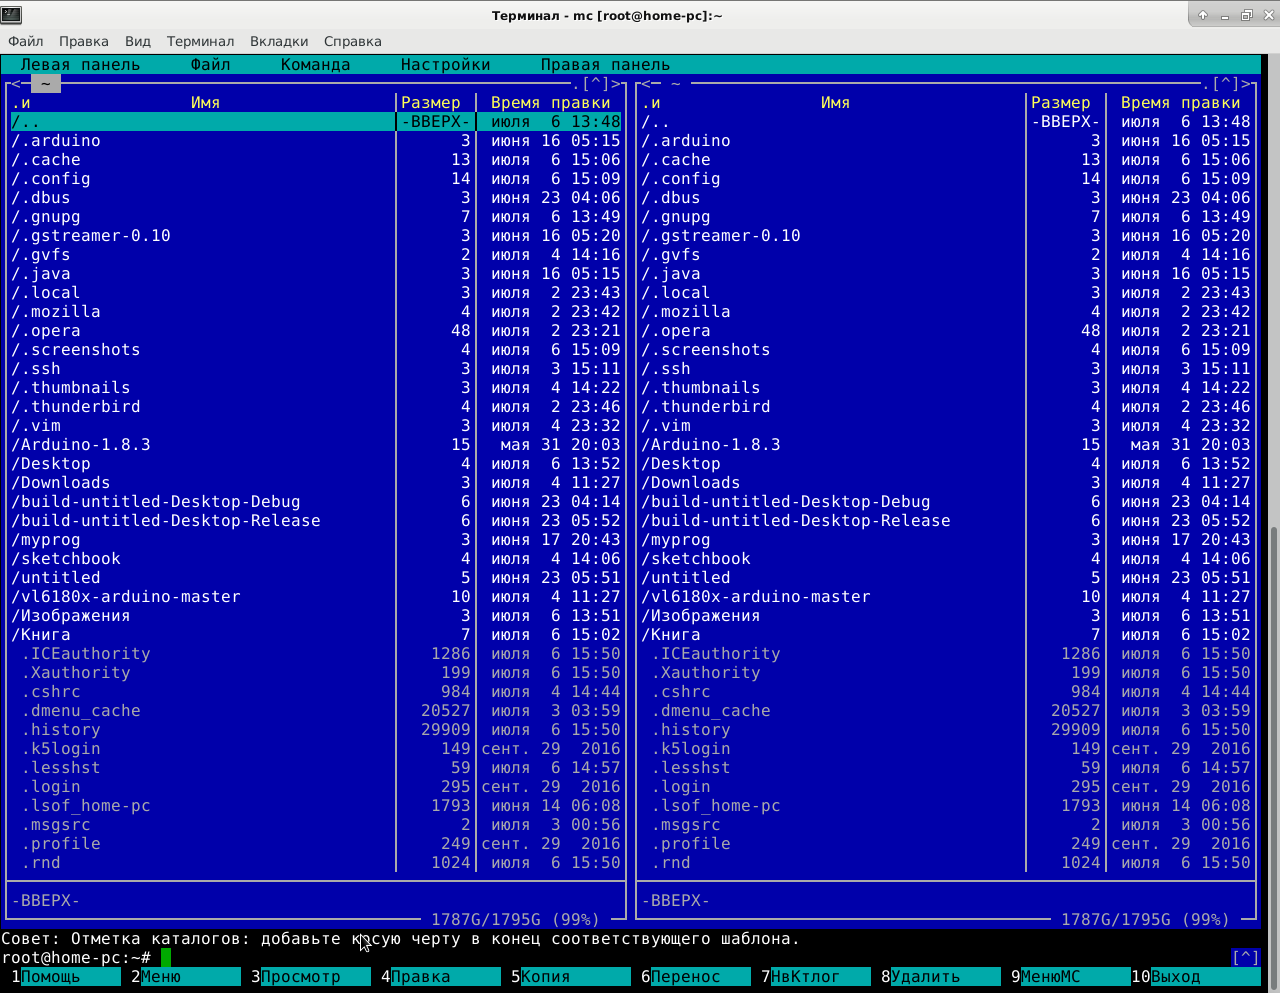 Терминал - mc [root@home-pc]:~
Файл Правка Вид Терминал Вкладки Справка
Левая панель Файл Команда Настройки Правая панель
<─ ~ .[^]> <─ ~ .[^]>
.и Имя Размер Время правки .и Имя Размер Время правки
/.. -ВВЕРХ- июля 6 13:48 /.. -ВВЕРХ- июля 6 13:48
/.arduino 3 июня 16 05:15 /.arduino 3 июня 16 05:15
/.cache 13 июля 6 15:06 /.cache 13 июля 6 15:06
/.config 14 июля 6 15:09 /.config 14 июля 6 15:09
/.dbus 3 июня 23 04:06 /.dbus 3 июня 23 04:06
/.gnupg 7 июля 6 13:49 /.gnupg 7 июля 6 13:49
/.gstreamer-0.10 3 июня 16 05:20 /.gstreamer-0.10 3 июня 16 05:20
/.gvfs 2 июля 4 14:16 /.gvfs 2 июля 4 14:16
/.java 3 июня 16 05:15 /.java 3 июня 16 05:15
/.local 3 июля 2 23:43 /.local 3 июля 2 23:43
/.mozilla 4 июля 2 23:42 /.mozilla 4 июля 2 23:42
/.opera 48 июля 2 23:21 /.opera 48 июля 2 23:21
/.screenshots 4 июля 6 15:09 /.screenshots 4 июля 6 15:09
/.ssh 3 июля 3 15:11 /.ssh 3 июля 3 15:11
/.thumbnails 3 июля 4 14:22 /.thumbnails 3 июля 4 14:22
/.thunderbird 4 июля 2 23:46 /.thunderbird 4 июля 2 23:46
/.vim 3 июля 4 23:32 /.vim 3 июля 4 23:32
/Arduino-1.8.3 15 мая 31 20:03 /Arduino-1.8.3 15 мая 31 20:03
/Desktop 4 июля 6 13:52 /Desktop 4 июля 6 13:52
/Downloads 3 июля 4 11:27 /Downloads 3 июля 4 11:27
/build-untitled-Desktop-Debug 6 июня 23 04:14 /build-untitled-Desktop-Debug 6 июня 23 04:14
/build-untitled-Desktop-Release 6 июня 23 05:52 /build-untitled-Desktop-Release 6 июня 23 05:52
/myprog 3 июня 17 20:43 /myprog 3 июня 17 20:43
/sketchbook 4 июля 4 14:06 /sketchbook 4 июля 4 14:06
/untitled 5 июня 23 05:51 /untitled 5 июня 23 05:51
/vl6180x-arduino-master 10 июля 4 11:27 /vl6180x-arduino-master 10 июля 4 11:27
/Изображения 3 июля 6 13:51 /Изображения 3 июля 6 13:51
/Книга 7 июля 6 15:02 /Книга 7 июля 6 15:02
.ICEauthority 1286 июля 6 15:50 .ICEauthority 1286 июля 6 15:50
.Xauthority 199 июля 6 15:50 .Xauthority 199 июля 6 15:50
.cshrc 984 июля 4 14:44 .cshrc 984 июля 4 14:44
.dmenu_cache 20527 июля 3 03:59 .dmenu_cache 20527 июля 3 03:59
.history 29909 июля 6 15:50 .history 29909 июля 6 15:50
.k5login 149 сент. 29 2016 .k5login 149 сент. 29 2016
.lesshst 59 июля 6 14:57 .lesshst 59 июля 6 14:57
.login 295 сент. 29 2016 .login 295 сент. 29 2016
.lsof_home-pc 1793 июня 14 06:08 .lsof_home-pc 1793 июня 14 06:08
.msgsrc 2 июля 3 00:56 .msgsrc 2 июля 3 00:56
.profile 249 сент. 29 2016 .profile 249 сент. 29 2016
.rnd 1024 июля 6 15:50 .rnd 1024 июля 6 15:50
-ВВЕРХ- -ВВЕРХ-
1787G/1795G (99%) 1787G/1795G (99%)
Совет: Отметка каталогов: добавьте косую черту в конец соответствующего шаблона.
root@home-pc:~# [^]
1Помощь 2Меню 3Просмотр 4Правка 5Копия 6Перенос 7НвКтлог 8Удалить 9МенюМС 10Выход